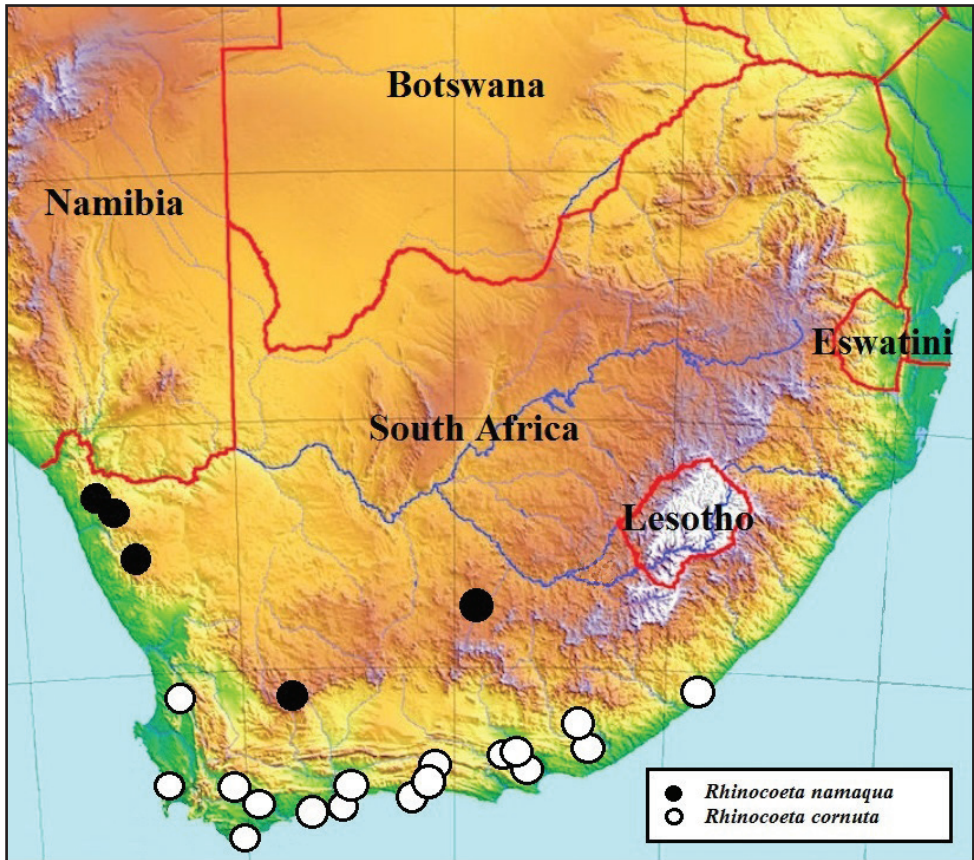 Botswana
Namibia
Eswatini
South Africa
Lesotho
Rhinocoeta namaqua
Rhinocoeta cornuta